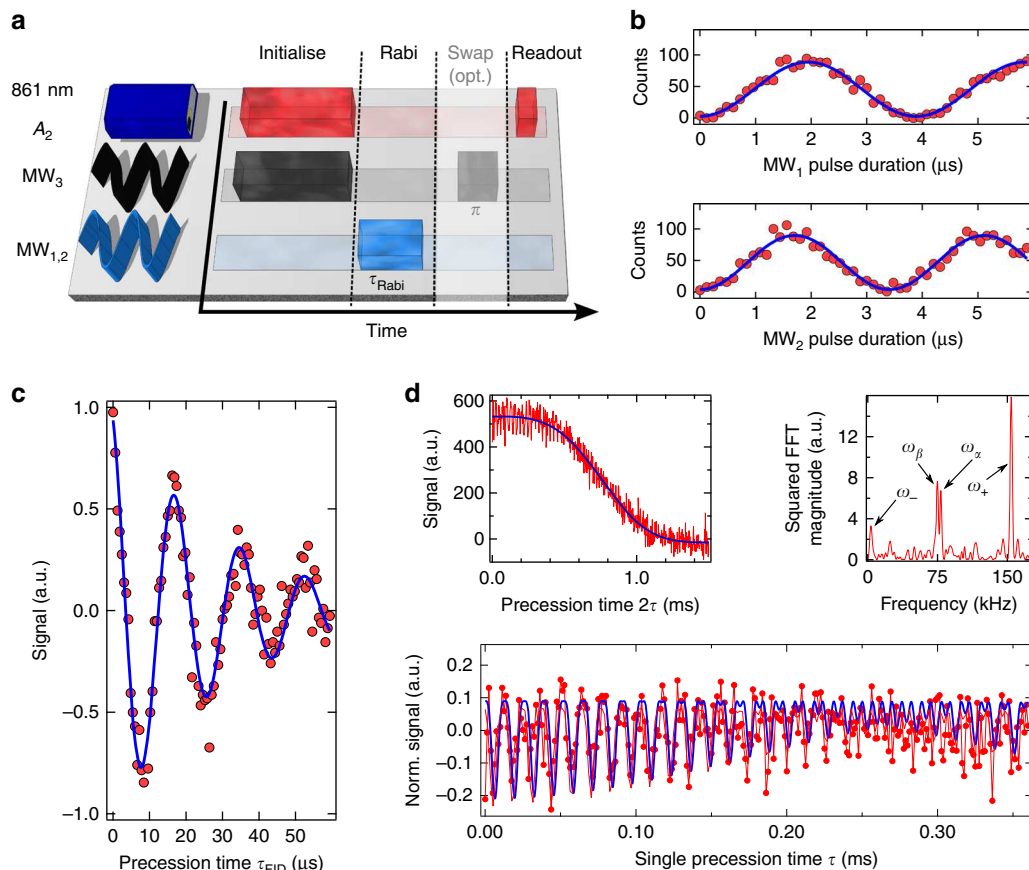 a
Initialise
Rabi
Swap
(opt.)
Readout
861 nm
A2
MW3
MW1,2
π
τRabi
Time
b
Counts
100
50
0
0 1 2 3 4 5
MW1 pulse duration (μs)
Counts
100
50
0
0 1 2 3 4 5
MW2 pulse duration (μs)
c
Signal (a.u.)
1.0
0.5
0.0
−0.5
−1.0
0 10 20 30 40 50
Precession time τFID (μs)
d
Signal (a.u.)
600
400
200
0
0.0 1.0
Precession time 2τ (ms)
Squared FFT
magnitude (a.u.)
12
8
4
0
ω−
ωβ
ωα
ω+
0 75 150
Frequency (kHz)
Norm. signal (a.u.)
0.2
0.1
0.0
−0.1
−0.2
0.00 0.10 0.20 0.30
Single precession time τ (ms)